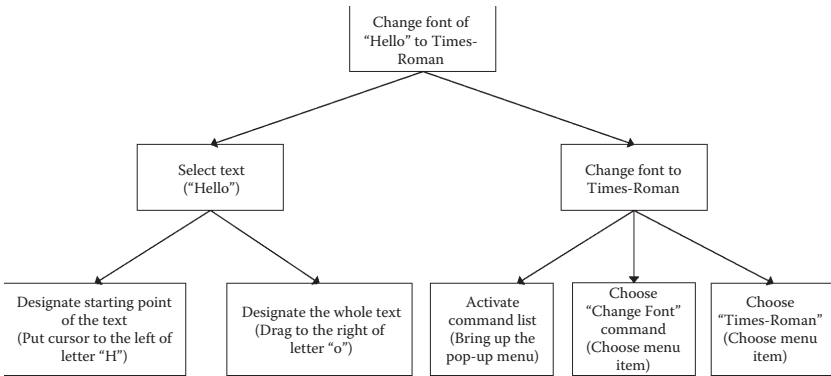 Change font of
“Hello” to Times-
Roman
Select text
(“Hello”)
Change font to
Times-Roman
Designate starting point
of the text
(Put cursor to the left of
letter “H”)
Designate the whole text
(Drag to the right of
letter “o”)
Activate
command list
(Bring up the
pop-up menu)
Choose
“Change Font”
command
(Choose menu
item)
Choose
“Times-Roman”
(Choose menu
item)